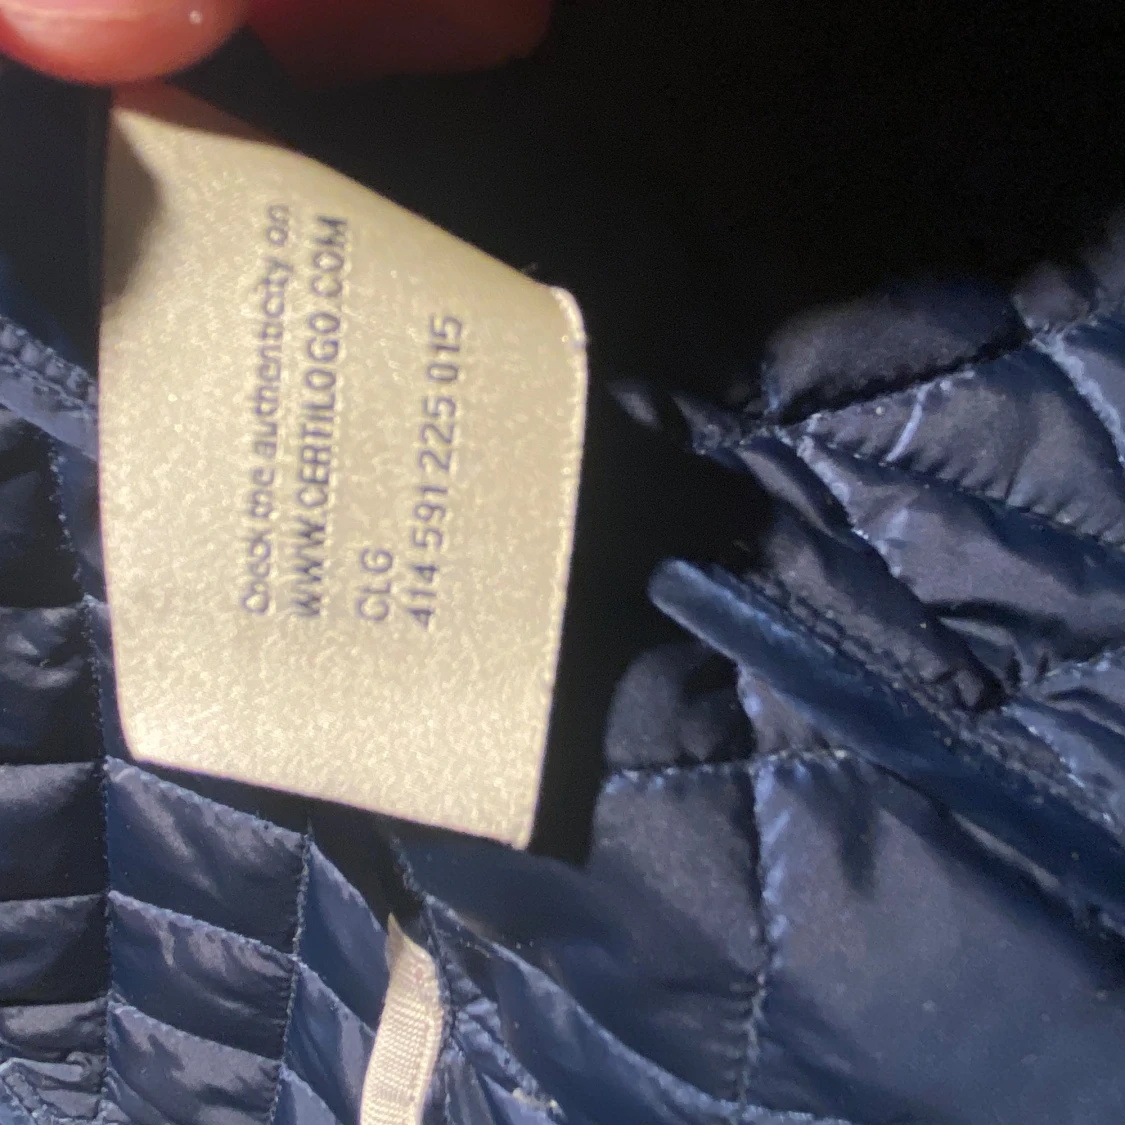 Check the authenticity on
WWW.CERTILOGO.COM
CLG
414 591 225 015